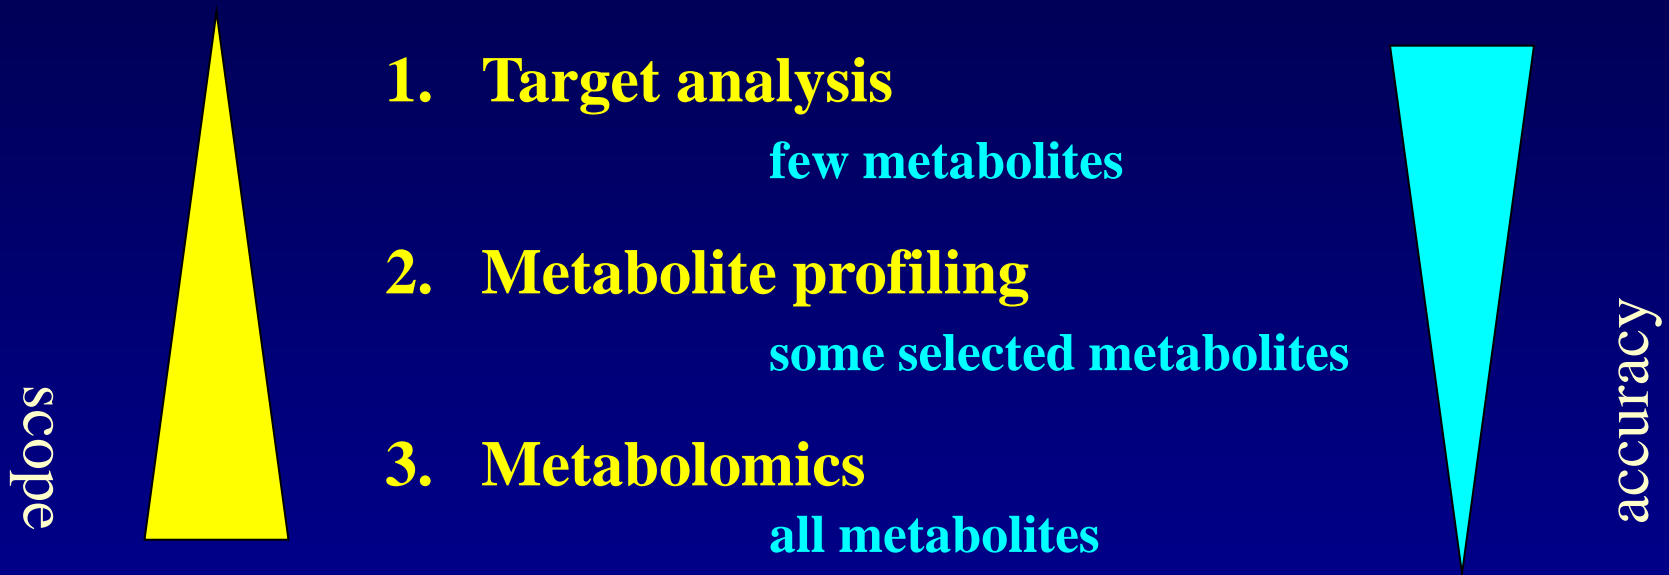 1. Target analysis
few metabolites
2. Metabolite profiling
some selected metabolites
3. Metabolomics
all metabolites
scope
accuracy